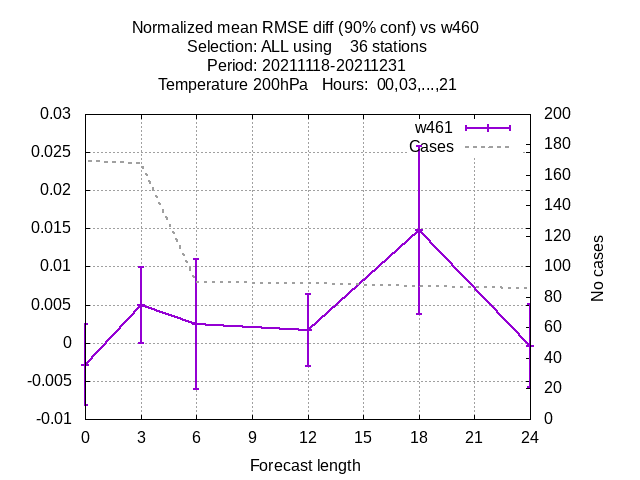 Normalized mean RMSE diff (90% conf) vs w460
Selection: ALL using    36 stations
Period: 20211118-20211231
Temperature 200hPa   Hours:  00,03,...,21
0.03
0.025
0.02
0.015
0.01
0.005
0
-0.005
-0.01
200
180
160
140
120
100
80
60
40
20
0
w461
Cases
No cases
0 3 6 9 12 15 18 21 24
Forecast length